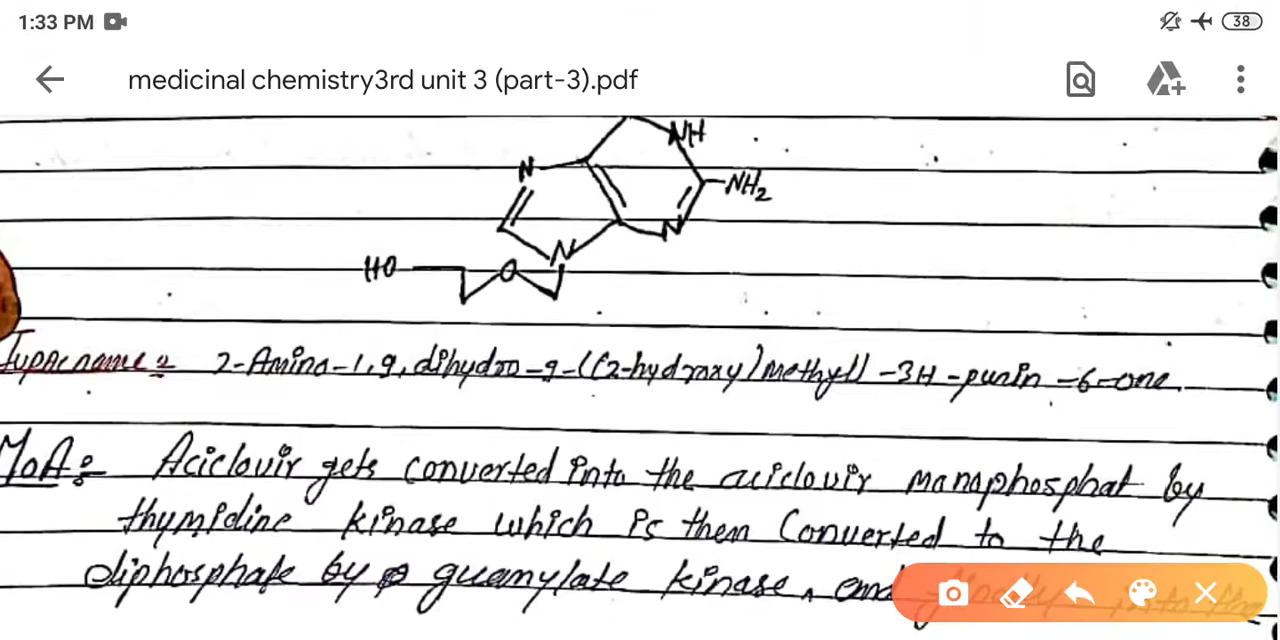 1:33 PM
38
medicinal chemistry3rd unit 3 (part-3).pdf
NH
N
NH2
N
N
HO
O
Iupac name = 2-Amino-1,9, dihydro-9-((2-hydroxy)methyl) -3H-purin -6-one.
MoA:- Aciclovir gets converted into the aciclovir monophosphat by
thymidine kinase which is them converted to the
diphosphate by guanylate kinase, and